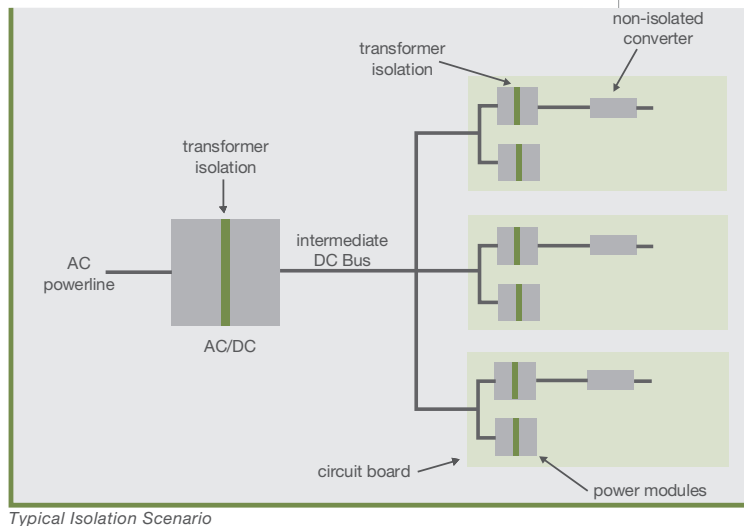 non-isolated
converter
transformer
isolation
transformer
isolation
intermediate
DC Bus
AC
powerline
AC/DC
circuit board
power modules
Typical Isolation Scenario